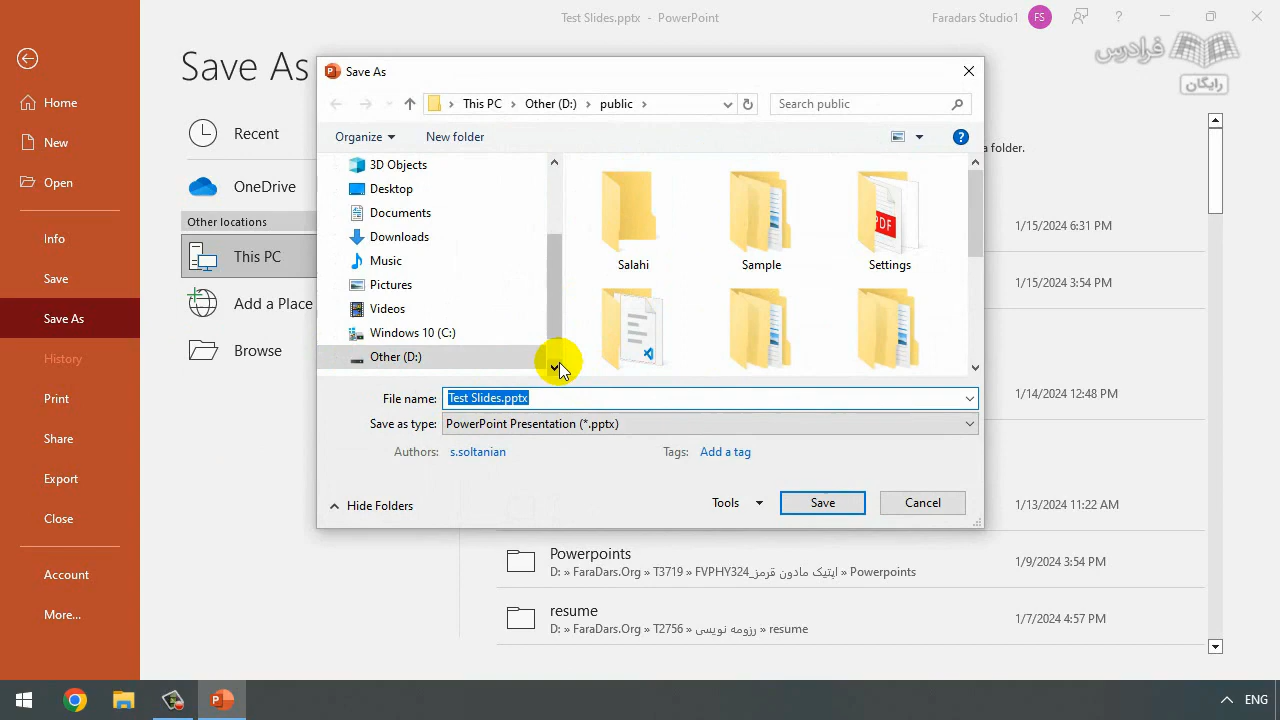 Test Slides.pptx - PowerPoint
Faradars Studio1
FS
?
فرادرس
رایگان
Save As
Home
New
Open
Info
Save
Save As
History
Print
Share
Export
Close
Account
More...
Recent
OneDrive
Other locations
This PC
Add a Place
Browse
Save As
This PC > Other (D:) > public >
Search public
Organize
New folder
?
3D Objects
Desktop
Documents
Downloads
Music
Pictures
Videos
Windows 10 (C:)
Other (D:)
Salahi
Sample
Settings
PDF
File name: Test Slides.pptx
Save as type: PowerPoint Presentation (*.pptx)
Authors: s.soltanian
Tags: Add a tag
Hide Folders
Tools
Save
Cancel
a folder.
1/15/2024 6:31 PM
1/15/2024 3:54 PM
1/14/2024 12:48 PM
1/13/2024 11:22 AM
Powerpoints
D: » FaraDars.Org » T3719 » FVPHY324_اپتیک مادون قرمز » Powerpoints
1/9/2024 3:54 PM
resume
D: » FaraDars.Org » T2756 » رزومه نویسی » resume
1/7/2024 4:57 PM
P
ENG